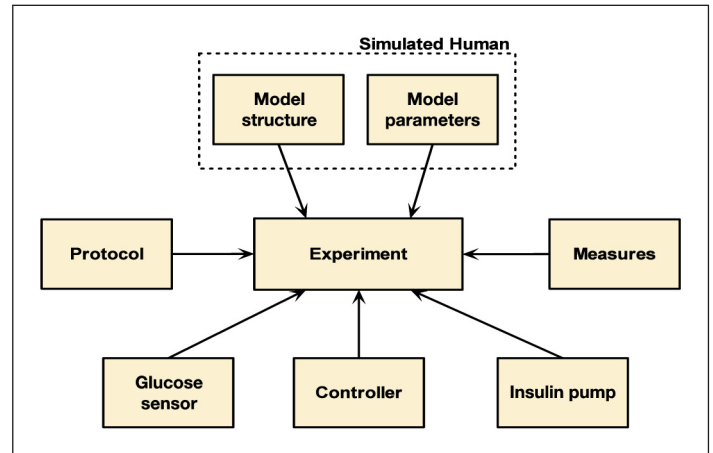 Simulated Human
Model
structure
Model
parameters
Protocol
Experiment
Measures
Glucose
sensor
Controller
Insulin pump